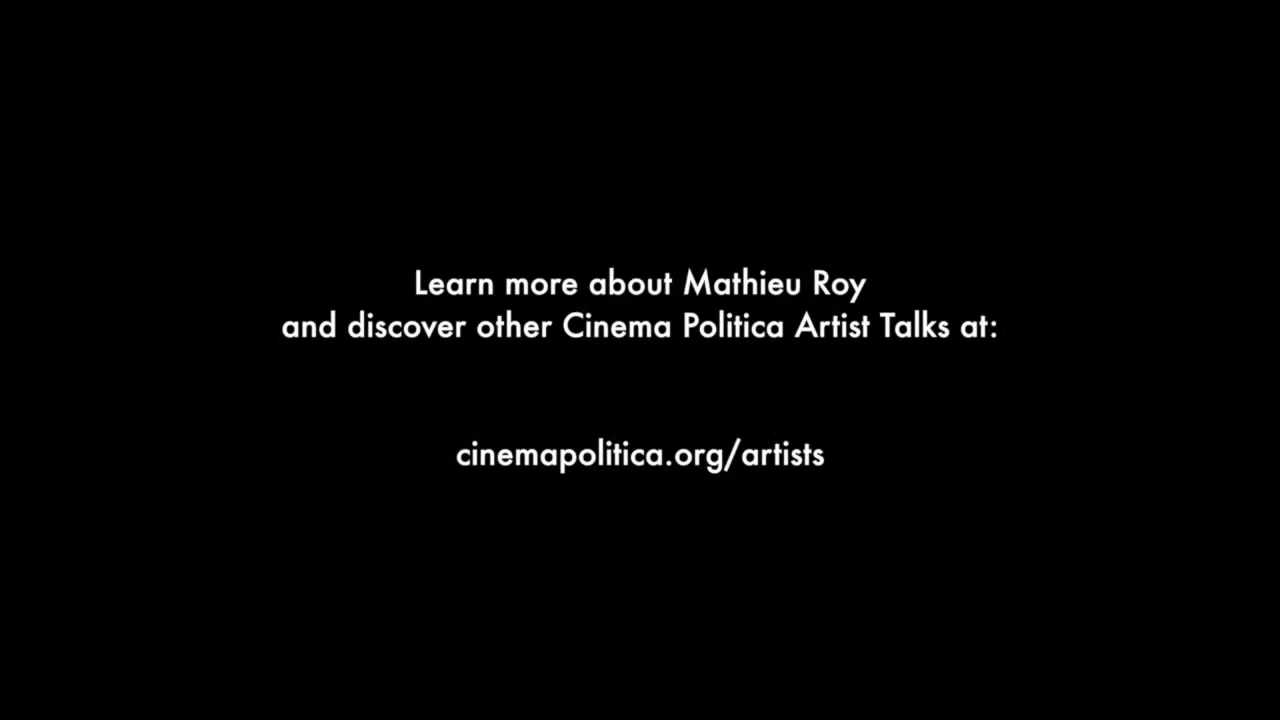 Learn more about Mathieu Roy
and discover other Cinema Politica Artist Talks at:
cinemapolitica.org/artists